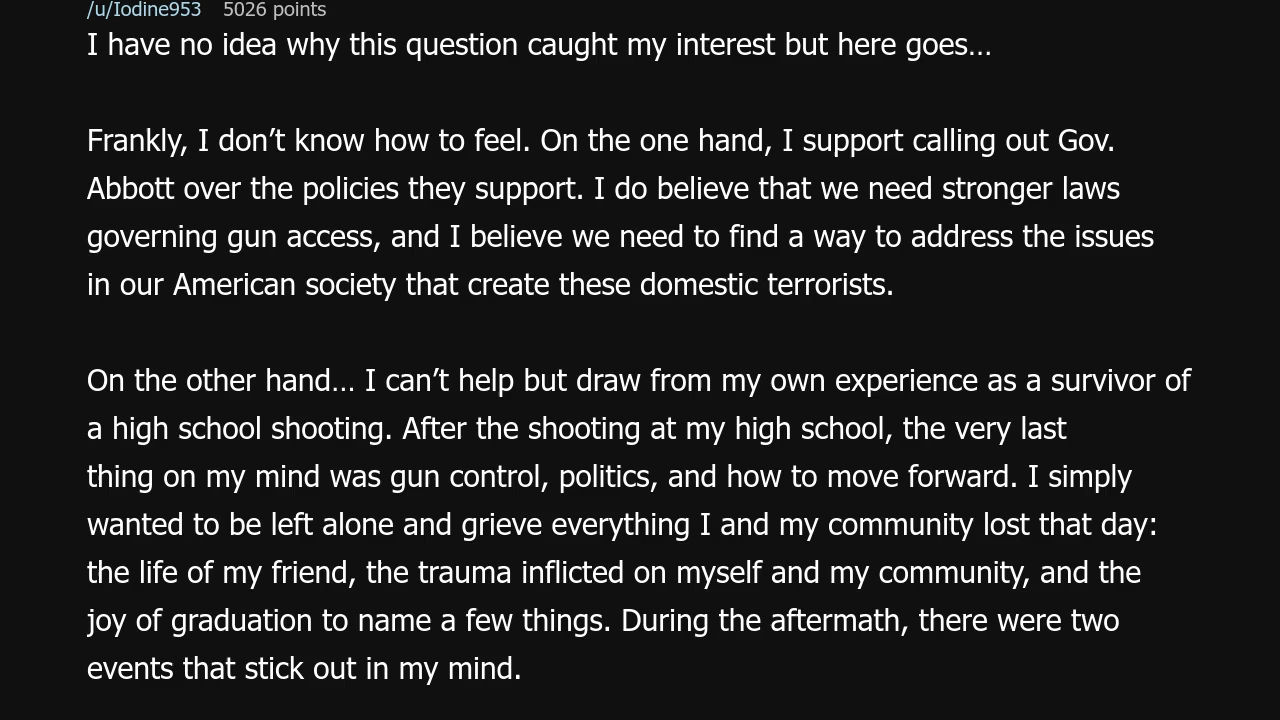 /u/Iodine953 5026 points
I have no idea why this question caught my interest but here goes...
Frankly, I don’t know how to feel. On the one hand, I support calling out Gov.
Abbott over the policies they support. I do believe that we need stronger laws
governing gun access, and I believe we need to find a way to address the issues
in our American society that create these domestic terrorists.
On the other hand... I can’t help but draw from my own experience as a survivor of
a high school shooting. After the shooting at my high school, the very last
thing on my mind was gun control, politics, and how to move forward. I simply
wanted to be left alone and grieve everything I and my community lost that day:
the life of my friend, the trauma inflicted on myself and my community, and the
joy of graduation to name a few things. During the aftermath, there were two
events that stick out in my mind.